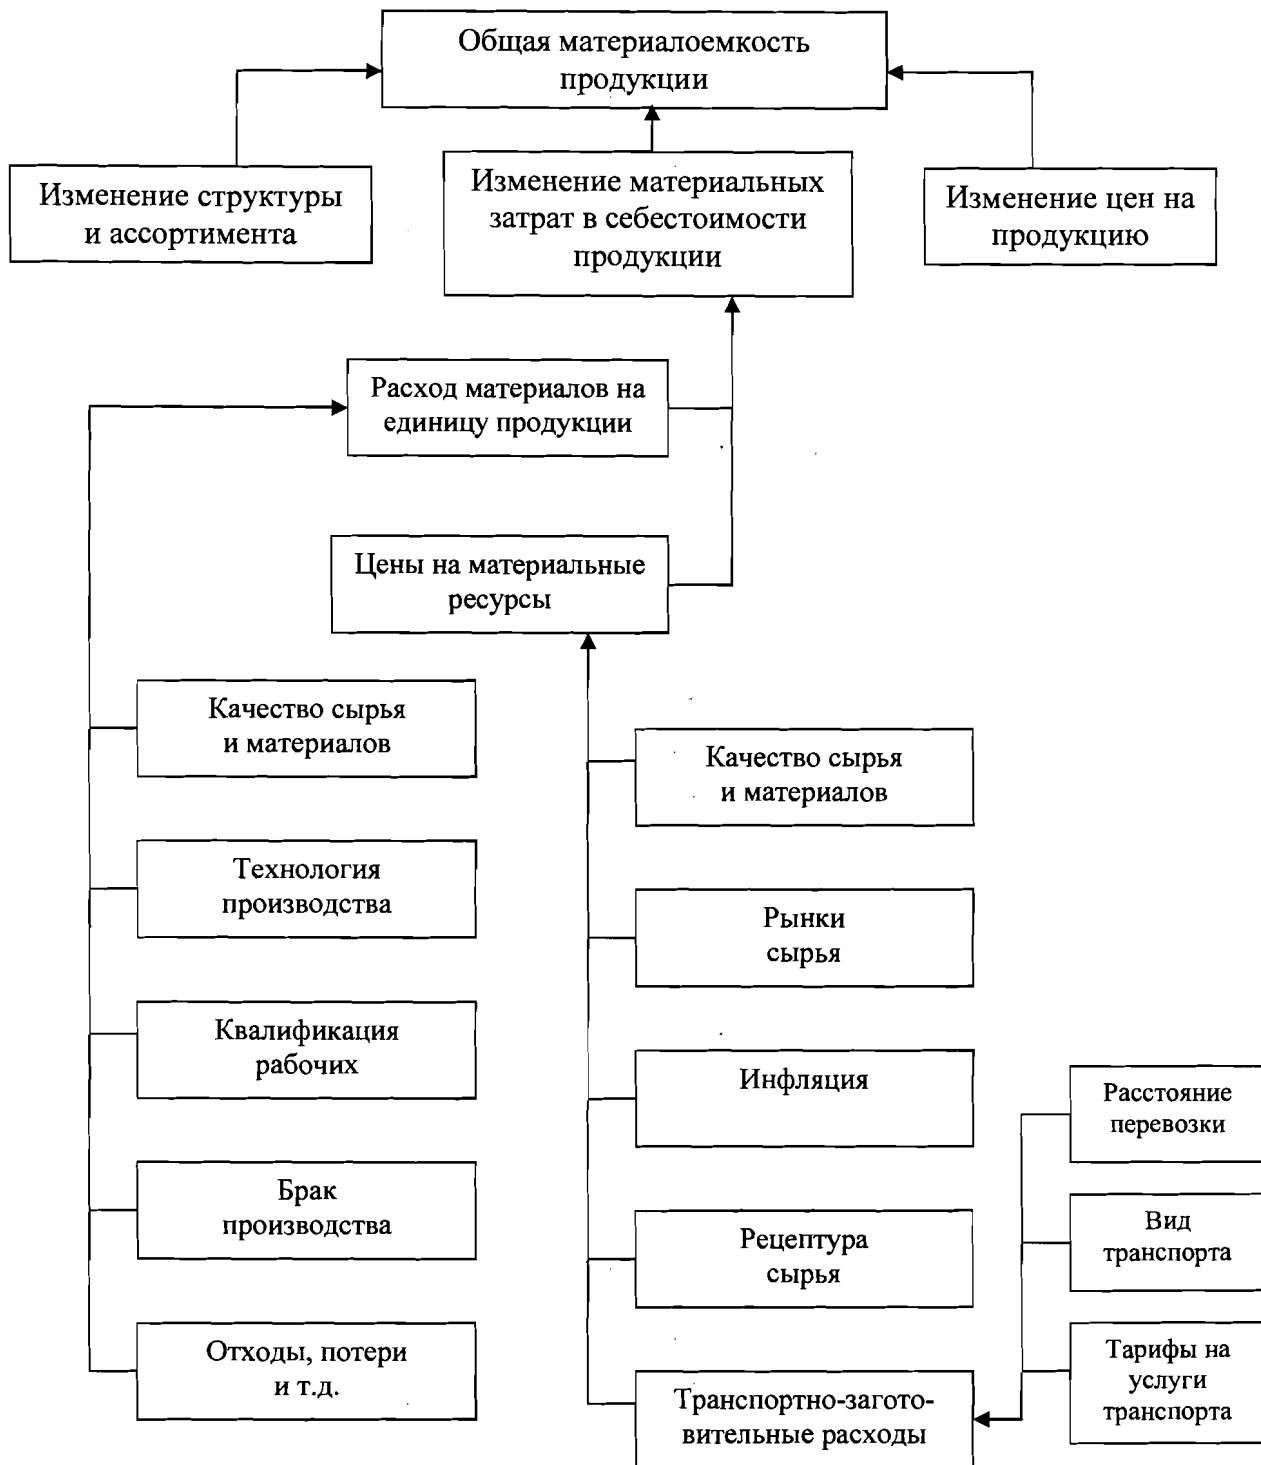 Общая материалоемкость
продукции
Изменение структуры
и ассортимента
Изменение материальных
затрат в себестоимости
продукции
Изменение цен на
продукцию
Расход материалов на
единицу продукции
Цены на материальные
ресурсы
Качество сырья
и материалов
Технология
производства
Квалификация
рабочих
Брак
производства
Отходы, потери
и т.д.
Качество сырья
и материалов
Рынки
сырья
Инфляция
Рецептура
сырья
Транспортно-загото-
вительные расходы
Расстояние
перевозки
Вид
транспорта
Тарифы на
услуги
транспорта